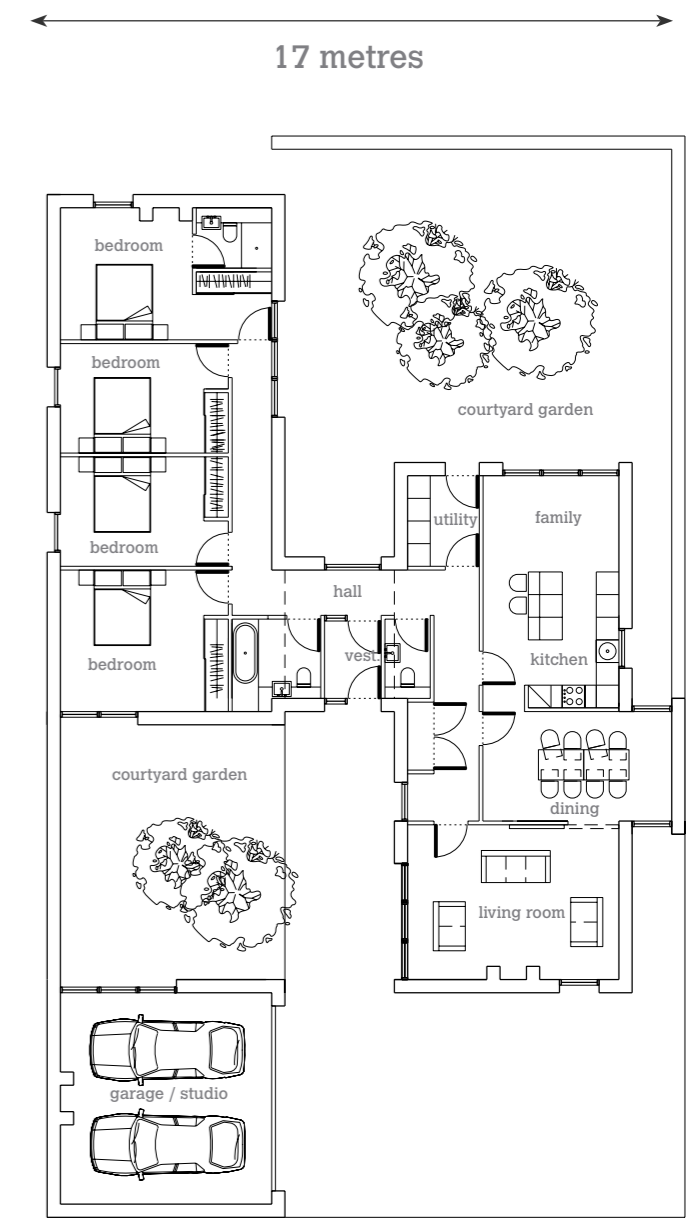 17 metres
bedroom
bedroom
courtyard garden
utility
family
bedroom
hall
vest.
kitchen
bedroom
courtyard garden
dining
living room
garage / studio